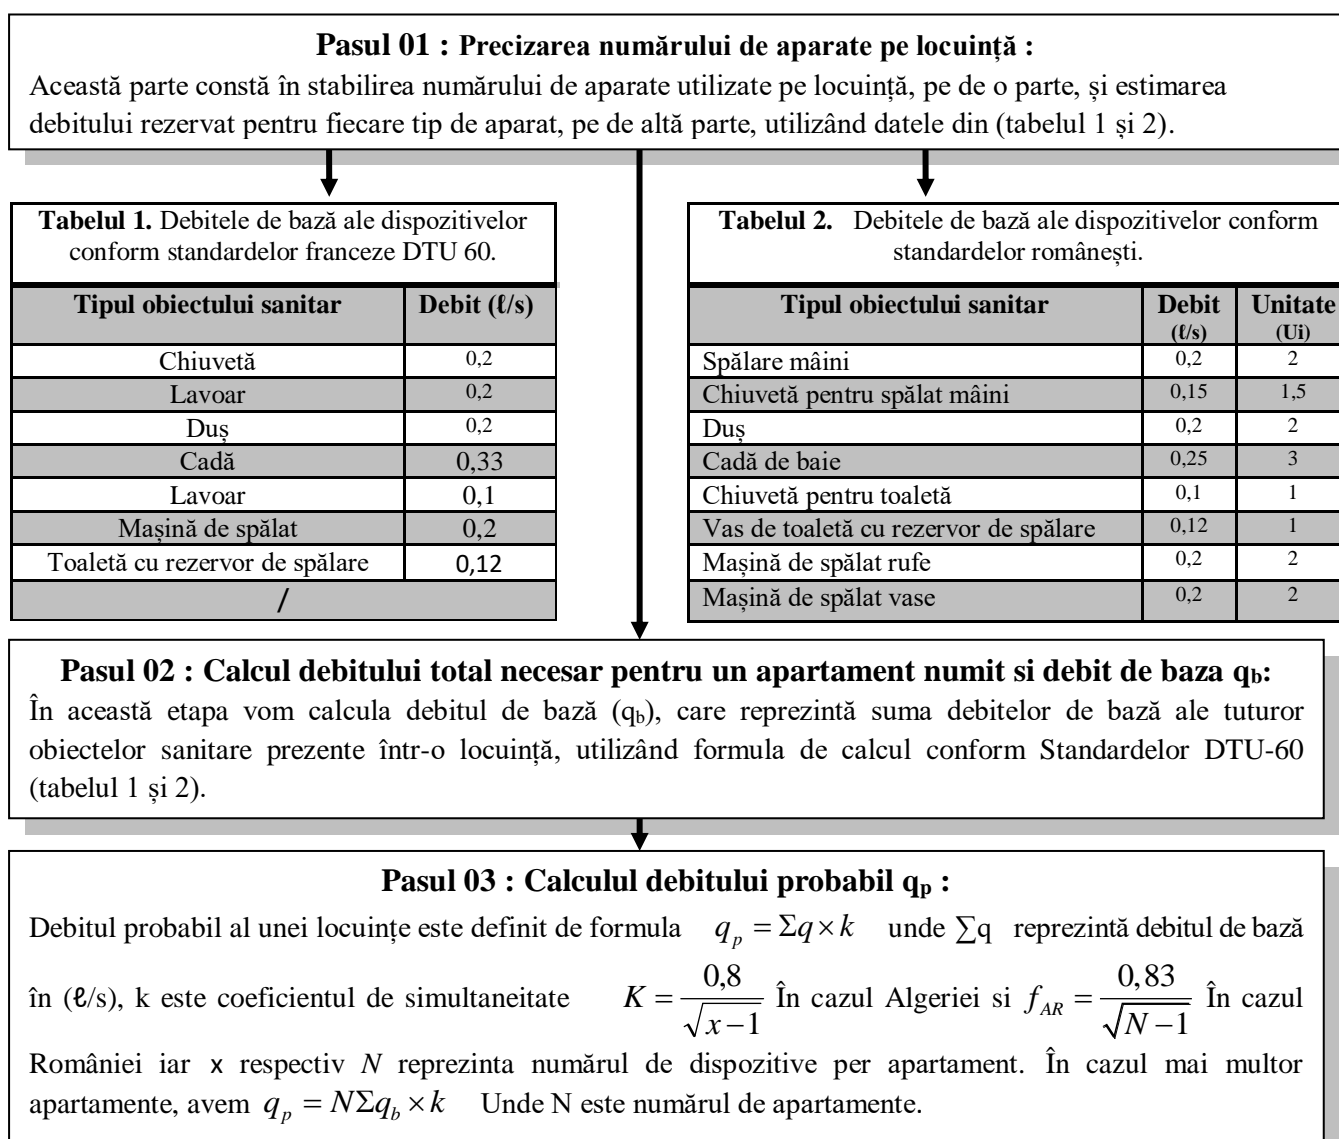 Pasul 01 : Precizarea numărului de aparate pe locuință :
Această parte constă în stabilirea numărului de aparate utilizate pe locuință, pe de o parte, și estimarea
debitului rezervat pentru fiecare tip de aparat, pe de altă parte, utilizând datele din (tabelul 1 și 2).
Tabelul 1. Debitele de bază ale dispozitivelor
conform standardelor franceze DTU 60.
Tipul obiectului sanitar Debit (ℓ/s)
Chiuvetă 0,2
Lavoar 0,2
Duș 0,2
Cadă 0,33
Lavoar 0,1
Mașină de spălat 0,2
Toaletă cu rezervor de spălare 0,12
/
Tabelul 2. Debitele de bază ale dispozitivelor conform
standardelor românești.
Tipul obiectului sanitar Debit (ℓ/s) Unitate (Ui)
Spălare mâini 0,2 2
Chiuvetă pentru spălat mâini 0,15 1,5
Duș 0,2 2
Cadă de baie 0,25 3
Chiuvetă pentru toaletă 0,1 1
Vas de toaletă cu rezervor de spălare 0,12 1
Mașină de spălat rufe 0,2 2
Mașină de spălat vase 0,2 2
Pasul 02 : Calcul debitului total necesar pentru un apartament numit si debit de baza q_b:
În această etapa vom calcula debitul de bază (q_b), care reprezintă suma debitelor de bază ale tuturor
obiectelor sanitare prezente într-o locuință, utilizând formula de calcul conform Standardelor DTU-60
(tabelul 1 și 2).
Pasul 03 : Calculul debitului probabil q_p :
Debitul probabil al unei locuințe este definit de formula q_p = Σq × k unde ∑q reprezintă debitul de bază
în (ℓ/s), k este coeficientul de simultaneitate K = 0,8 / √(x−1) În cazul Algeriei si f_AR = 0,83 / √(N−1) În cazul
României iar x respectiv N reprezinta numărul de dispozitive per apartament. În cazul mai multor
apartamente, avem q_p = NΣq_b × k Unde N este numărul de apartamente.